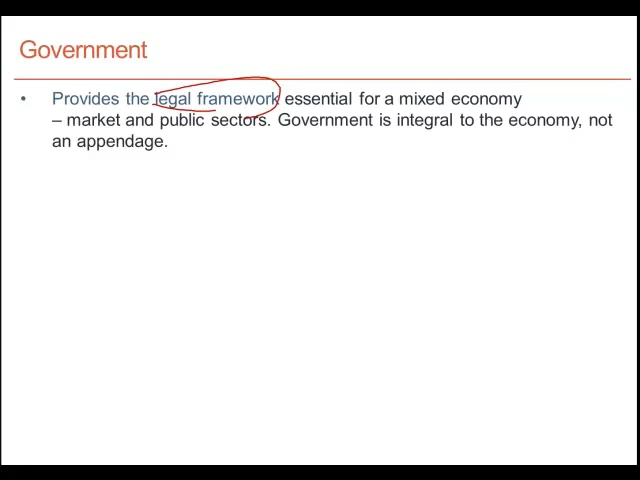 Government
• Provides the legal framework essential for a mixed economy
– market and public sectors. Government is integral to the economy, not
an appendage.